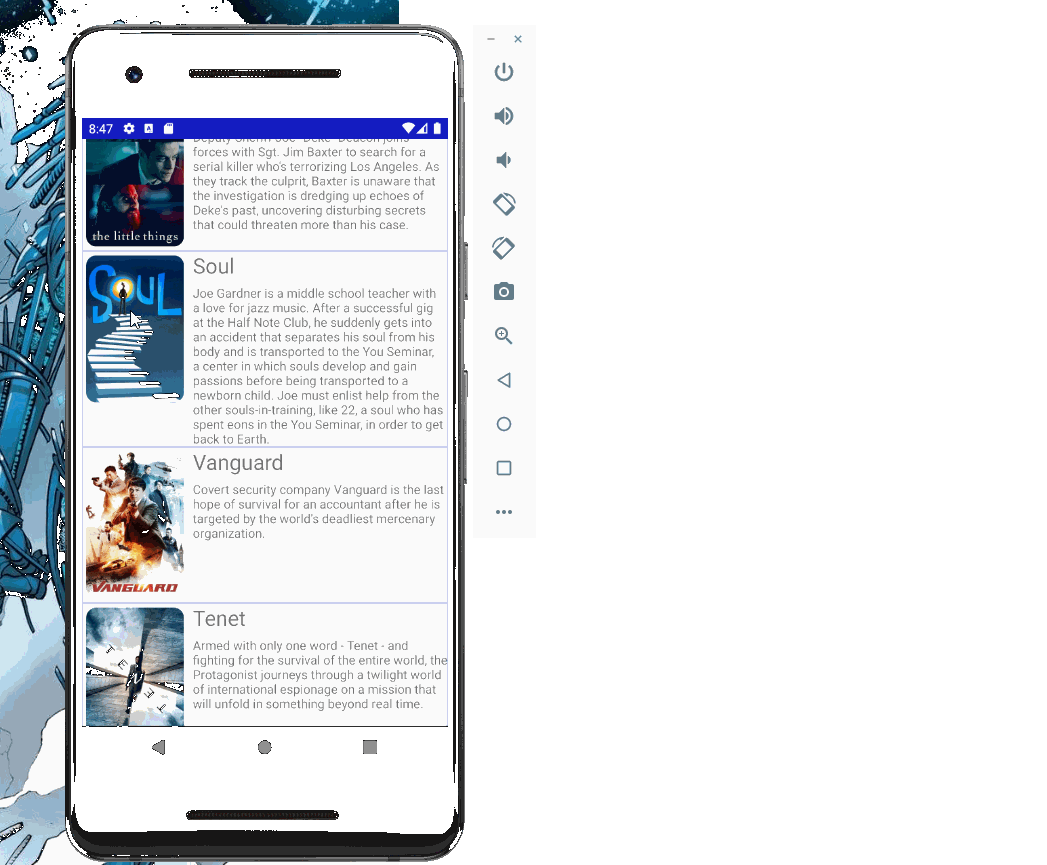 8:47
Deputy Sheriff Joe "Deke" Deacon joins
forces with Sgt. Jim Baxter to search for a
serial killer who's terrorizing Los Angeles. As
they track the culprit, Baxter is unaware that
the investigation is dredging up echoes of
Deke's past, uncovering disturbing secrets
that could threaten more than his case.
the little things
SOUL
Soul
Joe Gardner is a middle school teacher with
a love for jazz music. After a successful gig
at the Half Note Club, he suddenly gets into
an accident that separates his soul from his
body and is transported to the You Seminar,
a center in which souls develop and gain
passions before being transported to a
newborn child. Joe must enlist help from the
other souls-in-training, like 22, a soul who has
spent eons in the You Seminar, in order to get
back to Earth.
VANGUARD
Vanguard
Covert security company Vanguard is the last
hope of survival for an accountant after he is
targeted by the world's deadliest mercenary
organization.
Tenet
Armed with only one word - Tenet - and
fighting for the survival of the entire world, the
Protagonist journeys through a twilight world
of international espionage on a mission that
will unfold in something beyond real time.